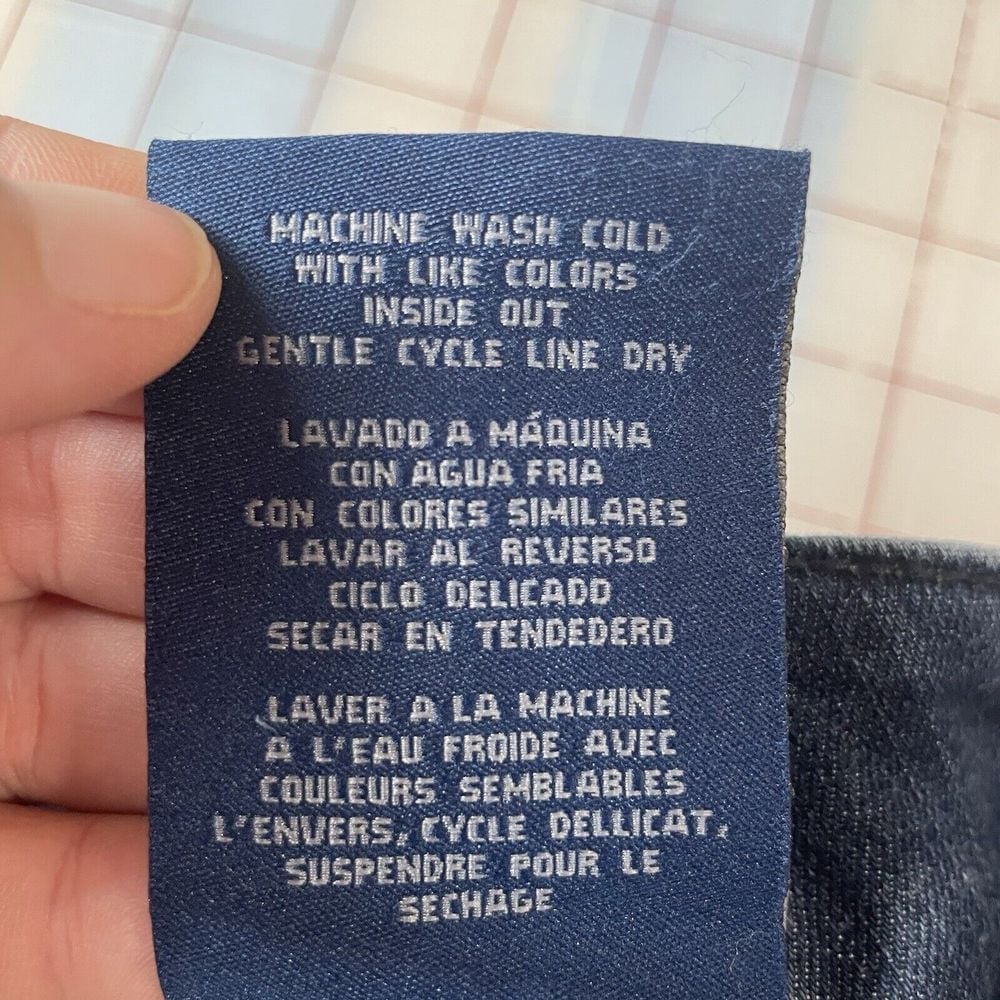 MACHINE WASH COLD
WITH LIKE COLORS
INSIDE OUT
GENTLE CYCLE LINE DRY
LAVADO A MÁQUINA
CON AGUA FRIA
CON COLORES SIMILARES
LAVAR AL REVERSO
CICLO DELICADO
SECAR EN TENDEDERO
LAVER A LA MACHINE
A L'EAU FROIDE AVEC
COULEURS SEMBLABLES
L'ENVERS, CYCLE DELLICAT,
SUSPENDRE POUR LE
SECHAGE